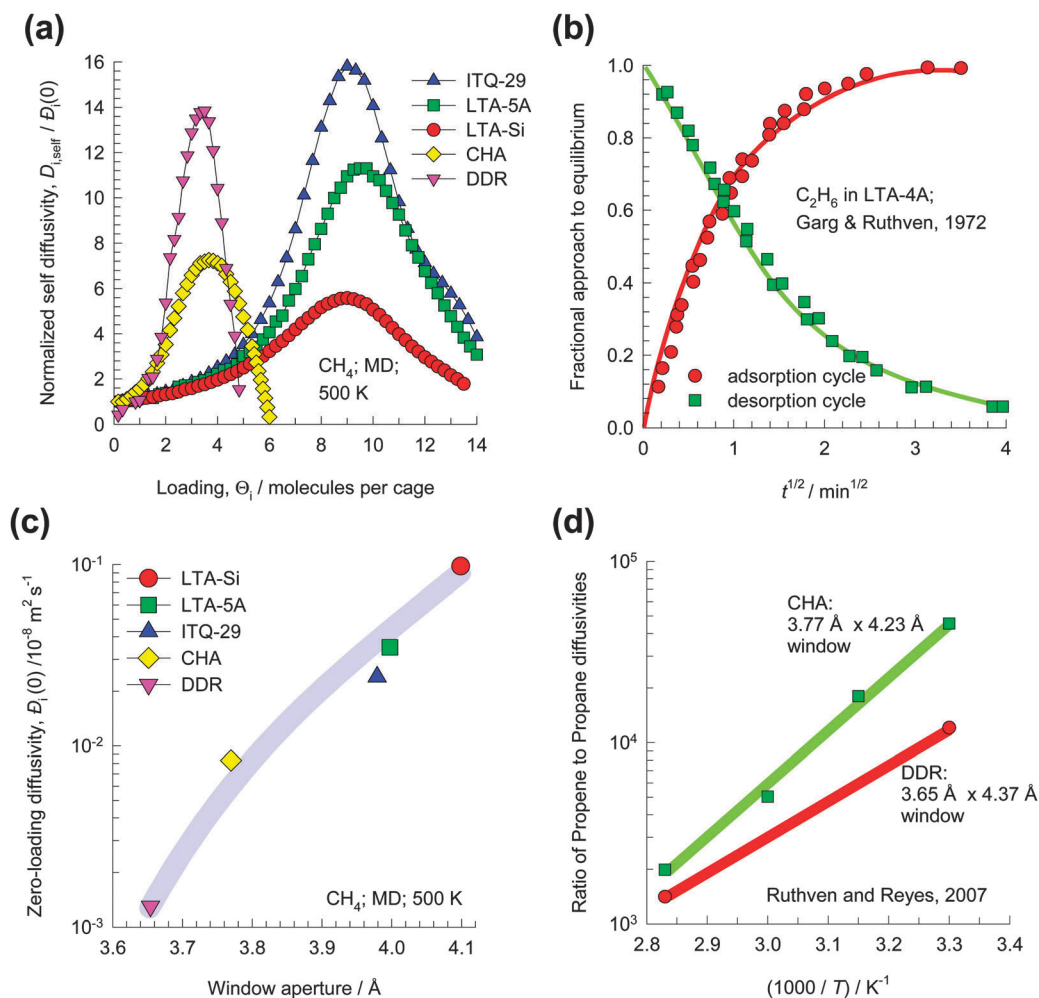 (a)
Normalized self diffusivity, D_{i,self} / Đ_i(0)
16
14
12
10
8
6
4
2
0
ITQ-29
LTA-5A
LTA-Si
CHA
DDR
CH₄; MD;
500 K
0 2 4 6 8 10 12 14
Loading, Θ_i / molecules per cage
(b)
Fractional approach to equilibrium
1.0
0.8
0.6
0.4
0.2
0.0
C₂H₆ in LTA-4A;
Garg & Ruthven, 1972
adsorption cycle
desorption cycle
0 1 2 3 4
t^{1/2} / min^{1/2}
(c)
Zero-loading diffusivity, Đ_i(0) /10⁻⁸ m² s⁻¹
10⁻¹
10⁻²
10⁻³
LTA-Si
LTA-5A
ITQ-29
CHA
DDR
CH₄; MD; 500 K
3.6 3.7 3.8 3.9 4.0 4.1
Window aperture / Å
(d)
Ratio of Propene to Propane diffusivities
10⁵
10⁴
10³
CHA:
3.77 Å x 4.23 Å
window
DDR:
3.65 Å x 4.37 Å
window
Ruthven and Reyes, 2007
2.8 2.9 3.0 3.1 3.2 3.3 3.4
(1000 / T) / K⁻¹